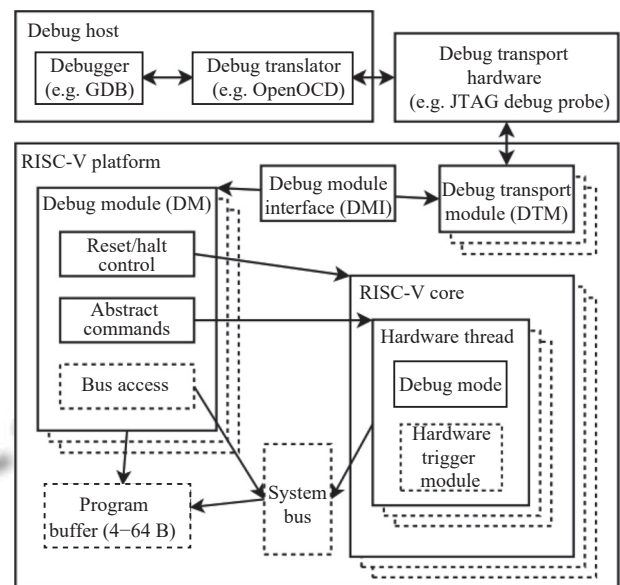 Debug host
Debugger
(e.g. GDB)
Debug translator
(e.g. OpenOCD)
Debug transport
hardware
(e.g. JTAG debug probe)
RISC-V platform
Debug module (DM)
Debug module
interface (DMI)
Debug transport
module (DTM)
Reset/halt
control
Abstract
commands
Bus access
RISC-V core
Hardware thread
Debug mode
Hardware
trigger
module
System
bus
Program
buffer (4−64 B)